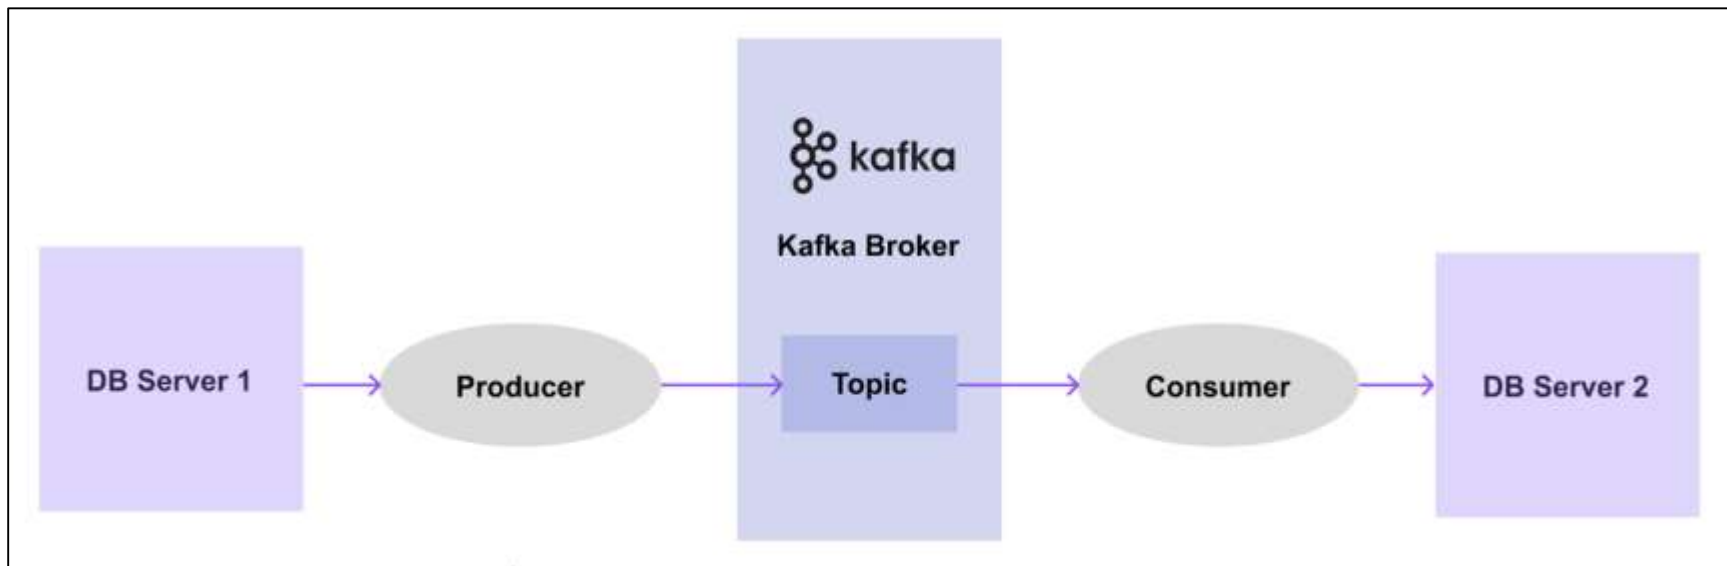 kafka
Kafka Broker
DB Server 1
Producer
Topic
Consumer
DB Server 2